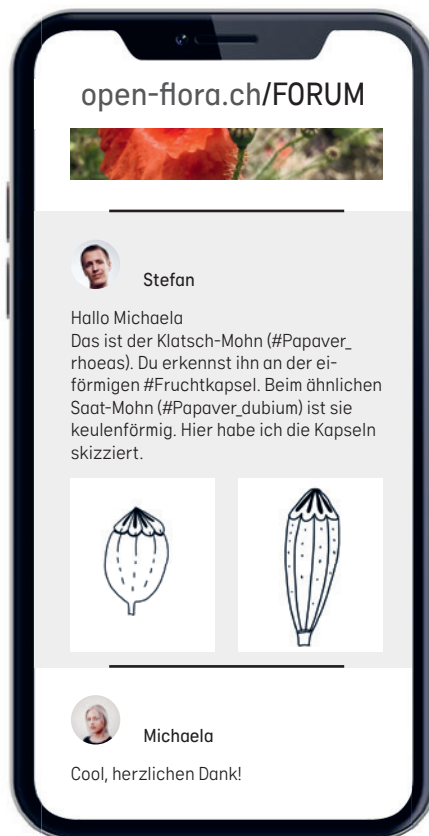 open-flora.ch/FORUM
Stefan
Hallo Michaela
Das ist der Klatsch-Mohn (#Papaver_
rhoeas). Du erkennst ihn an der ei-
förmigen #Fruchtkapsel. Beim ähnlichen
Saat-Mohn (#Papaver_dubium) ist sie
keulenförmig. Hier habe ich die Kapseln
skizziert.
Michaela
Cool, herzlichen Dank!